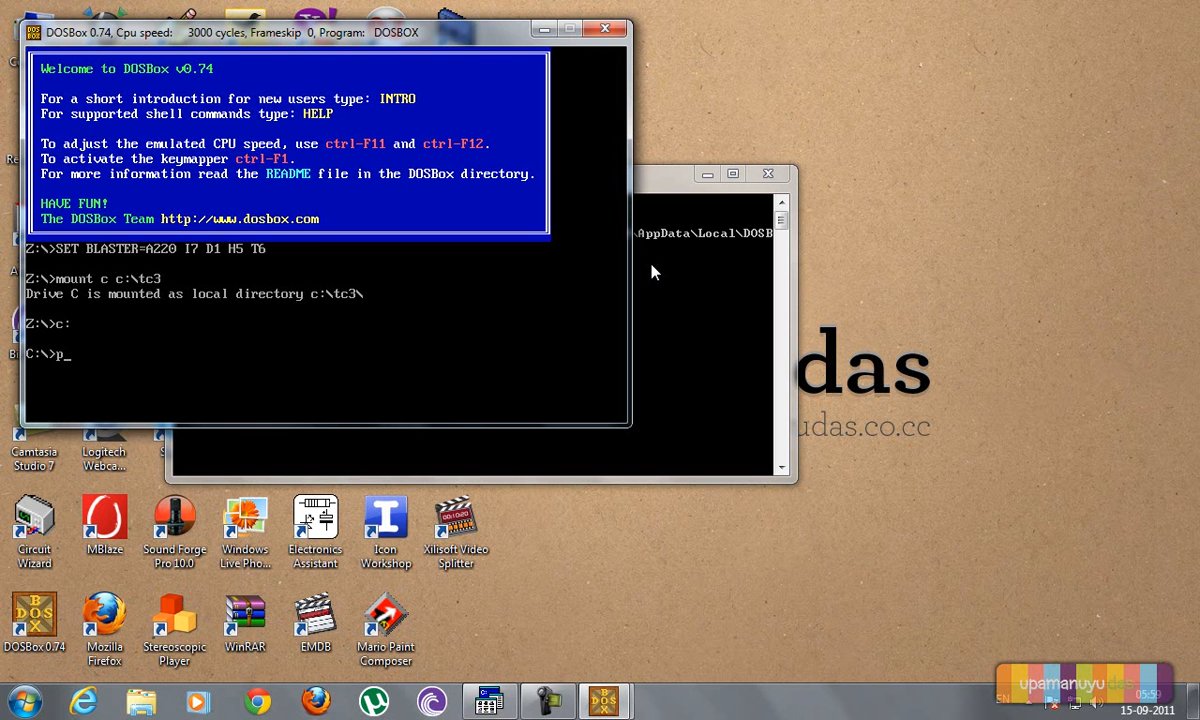 DOSBox 0.74, Cpu speed: 3000 cycles, Frameskip 0, Program: DOSBOX
Welcome to DOSBox v0.74
For a short introduction for new users type: INTRO
For supported shell commands type: HELP
To adjust the emulated CPU speed, use ctrl-F11 and ctrl-F12.
To activate the keymapper ctrl-F1.
For more information read the README file in the DOSBox directory.
HAVE FUN!
The DOSBox Team http://www.dosbox.com
Z:\>SET BLASTER=A220 I7 D1 H5 T6
Z:\>mount c c:\tc3
Drive C is mounted as local directory c:\tc3\
Z:\>c:
C:\>p_
\AppData\Local\DOSB
das
udas.co.cc
Camtasia Studio 7
Logitech Webca...
Circuit Wizard
MBlaze
Sound Forge Pro 10.0
Windows Live Pho...
Electronics Assistant
Icon Workshop
Xilisoft Video Splitter
DOSBox 0.74
Mozilla Firefox
Stereoscopic Player
WinRAR
EMDB
Mario Paint Composer
upamanyu das
EN
05:59
15-09-2011